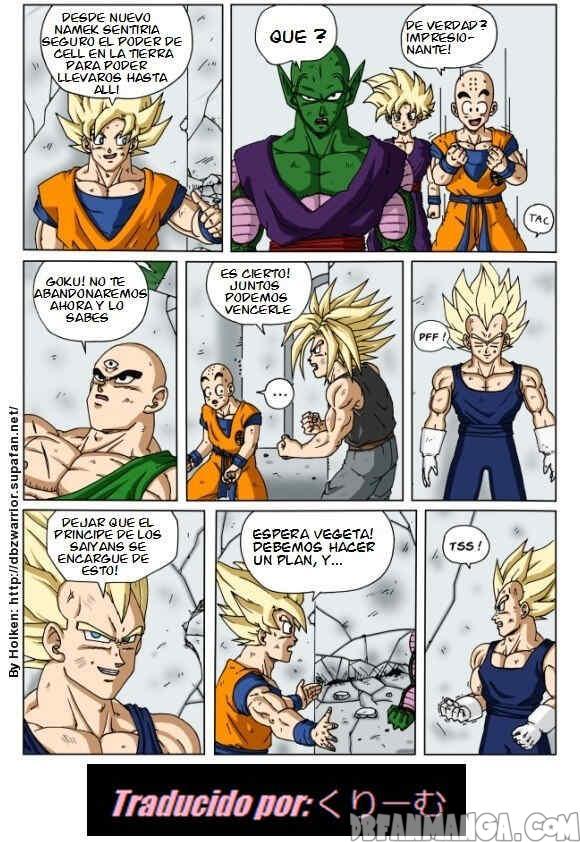 DESDE NUEVO
NAMEK SENTIRIA
SEGURO EL PODER DE
CELL EN LA TIERRA
PARA PODER
LLEVAROS HASTA
ALLI!
QUE ?
DE VERDAD?
IMPRESIO-
NANTE!
TAC
GOKU! NO TE
ABANDONAREMOS
AHORA Y LO
SABES
ES CIERTO!
JUNTOS
PODEMOS
VENCERLE
...
PFF !
DEJAR QUE EL
PRINCIPE DE LOS
SAIYANS SE
ENCARGUE DE
ESTO!
ESPERA VEGETA!
DEBEMOS HACER
UN PLAN, Y...
TSS !
By Holken: http://dbzwarrior.supafan.net/
Traducido por: くりーむ
DBFANMANGA.COM